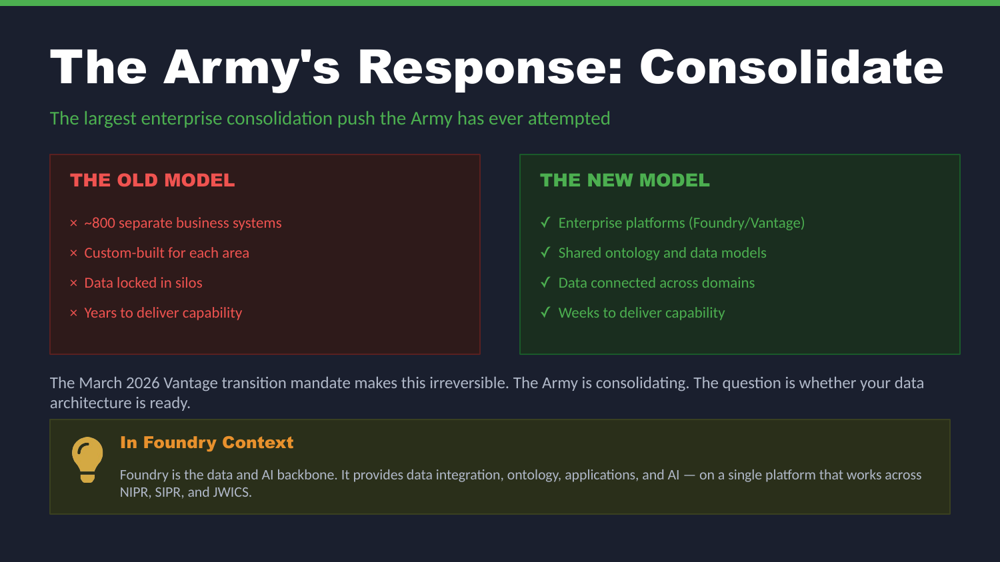 The Army's Response: Consolidate
The largest enterprise consolidation push the Army has ever attempted
THE OLD MODEL
× ~800 separate business systems
× Custom-built for each area
× Data locked in silos
× Years to deliver capability
THE NEW MODEL
✓ Enterprise platforms (Foundry/Vantage)
✓ Shared ontology and data models
✓ Data connected across domains
✓ Weeks to deliver capability
The March 2026 Vantage transition mandate makes this irreversible. The Army is consolidating. The question is whether your data
architecture is ready.
In Foundry Context
Foundry is the data and AI backbone. It provides data integration, ontology, applications, and AI — on a single platform that works across
NIPR, SIPR, and JWICS.